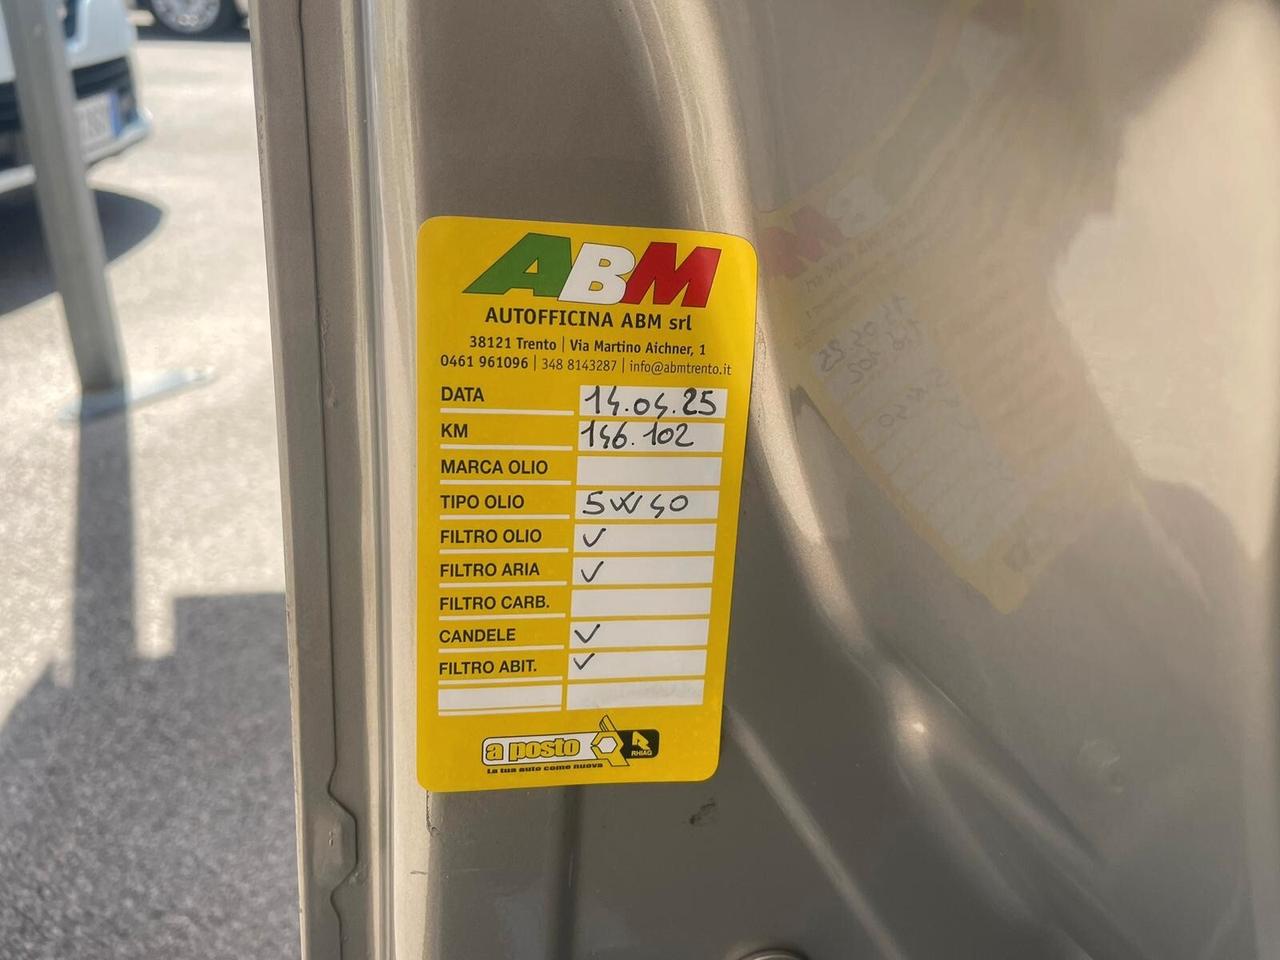 ABM
AUTOFFICINA ABM srl
38121 Trento | Via Martino Aichner, 1
0461 961096 | 348 8143287 | info@abmtrento.it
DATA 14.04.25
KM 146.102
MARCA OLIO
TIPO OLIO 5W40
FILTRO OLIO ✓
FILTRO ARIA ✓
FILTRO CARB.
CANDELE ✓
FILTRO ABIT. ✓
a posto
RHIAG
La tua auto come nuova